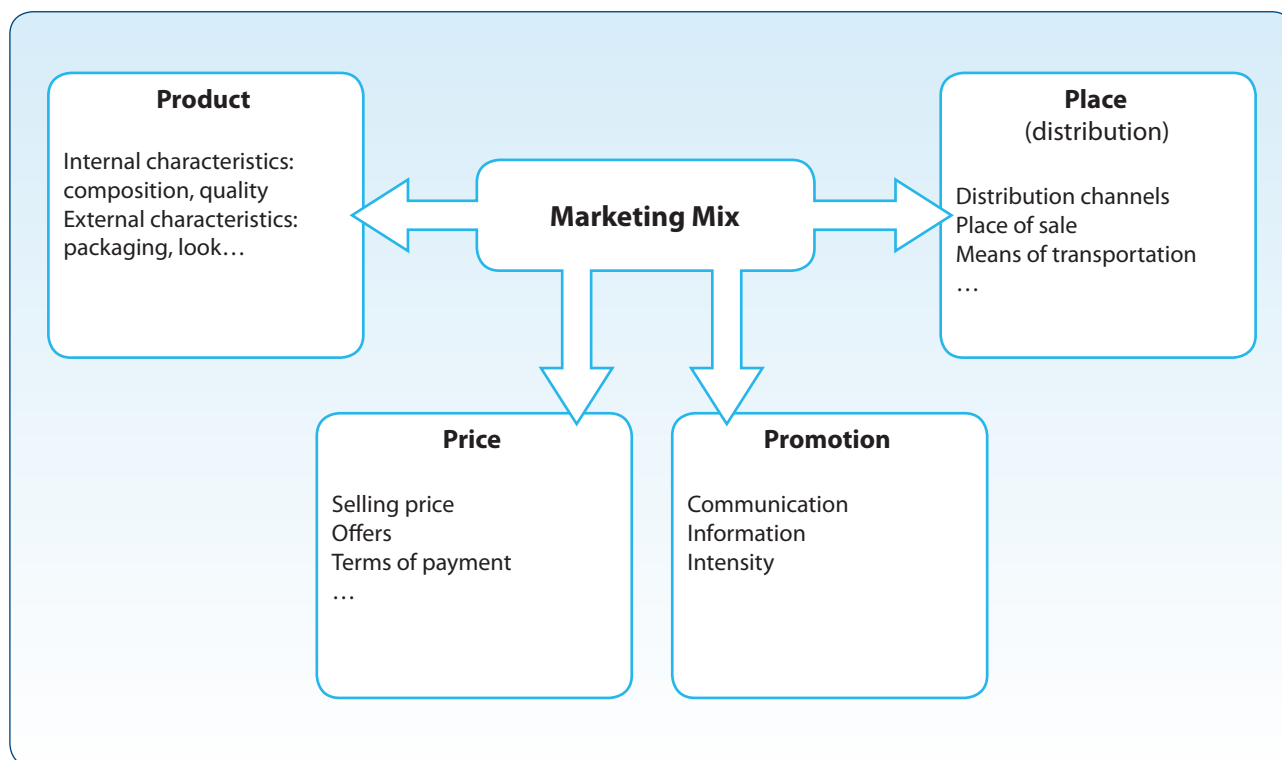 Product
Internal characteristics:
composition, quality
External characteristics:
packaging, look…
Marketing Mix
Place
(distribution)
Distribution channels
Place of sale
Means of transportation
…
Price
Selling price
Offers
Terms of payment
…
Promotion
Communication
Information
Intensity